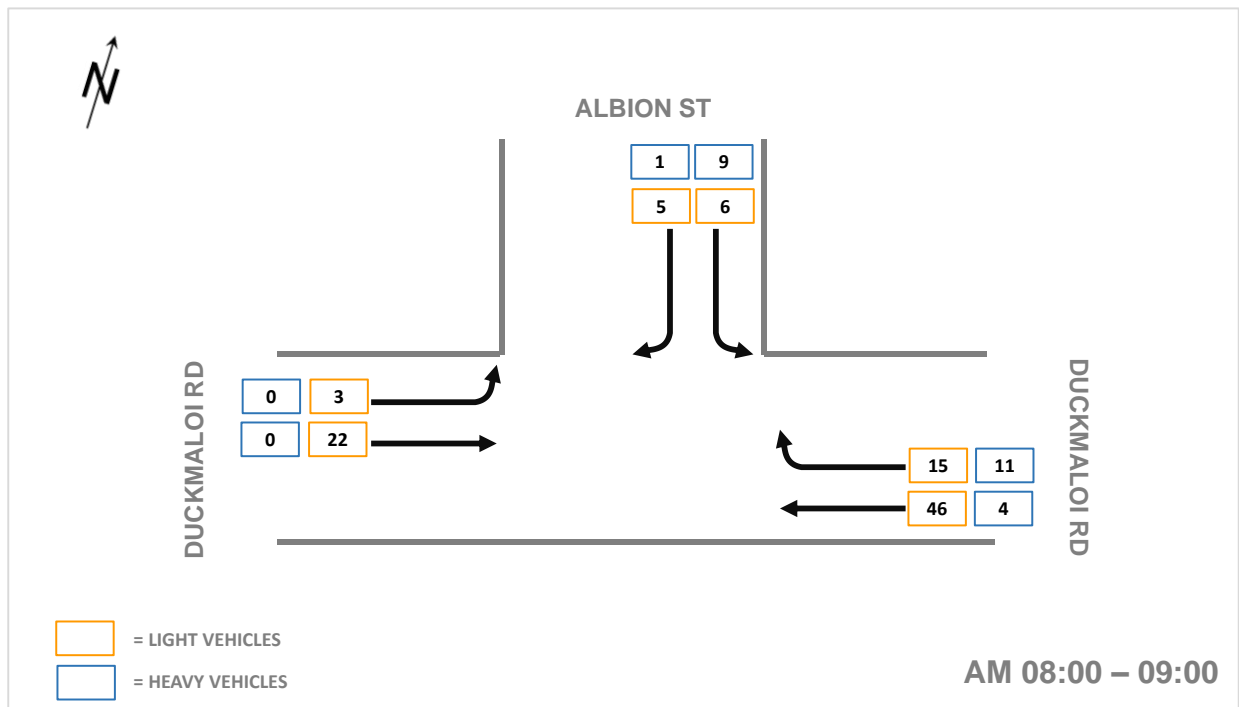 N
ALBION ST
1 9
5 6
DUCKMALOI RD
0 3
0 22
DUCKMALOI RD
15 11
46 4
= LIGHT VEHICLES
= HEAVY VEHICLES
AM 08:00 – 09:00